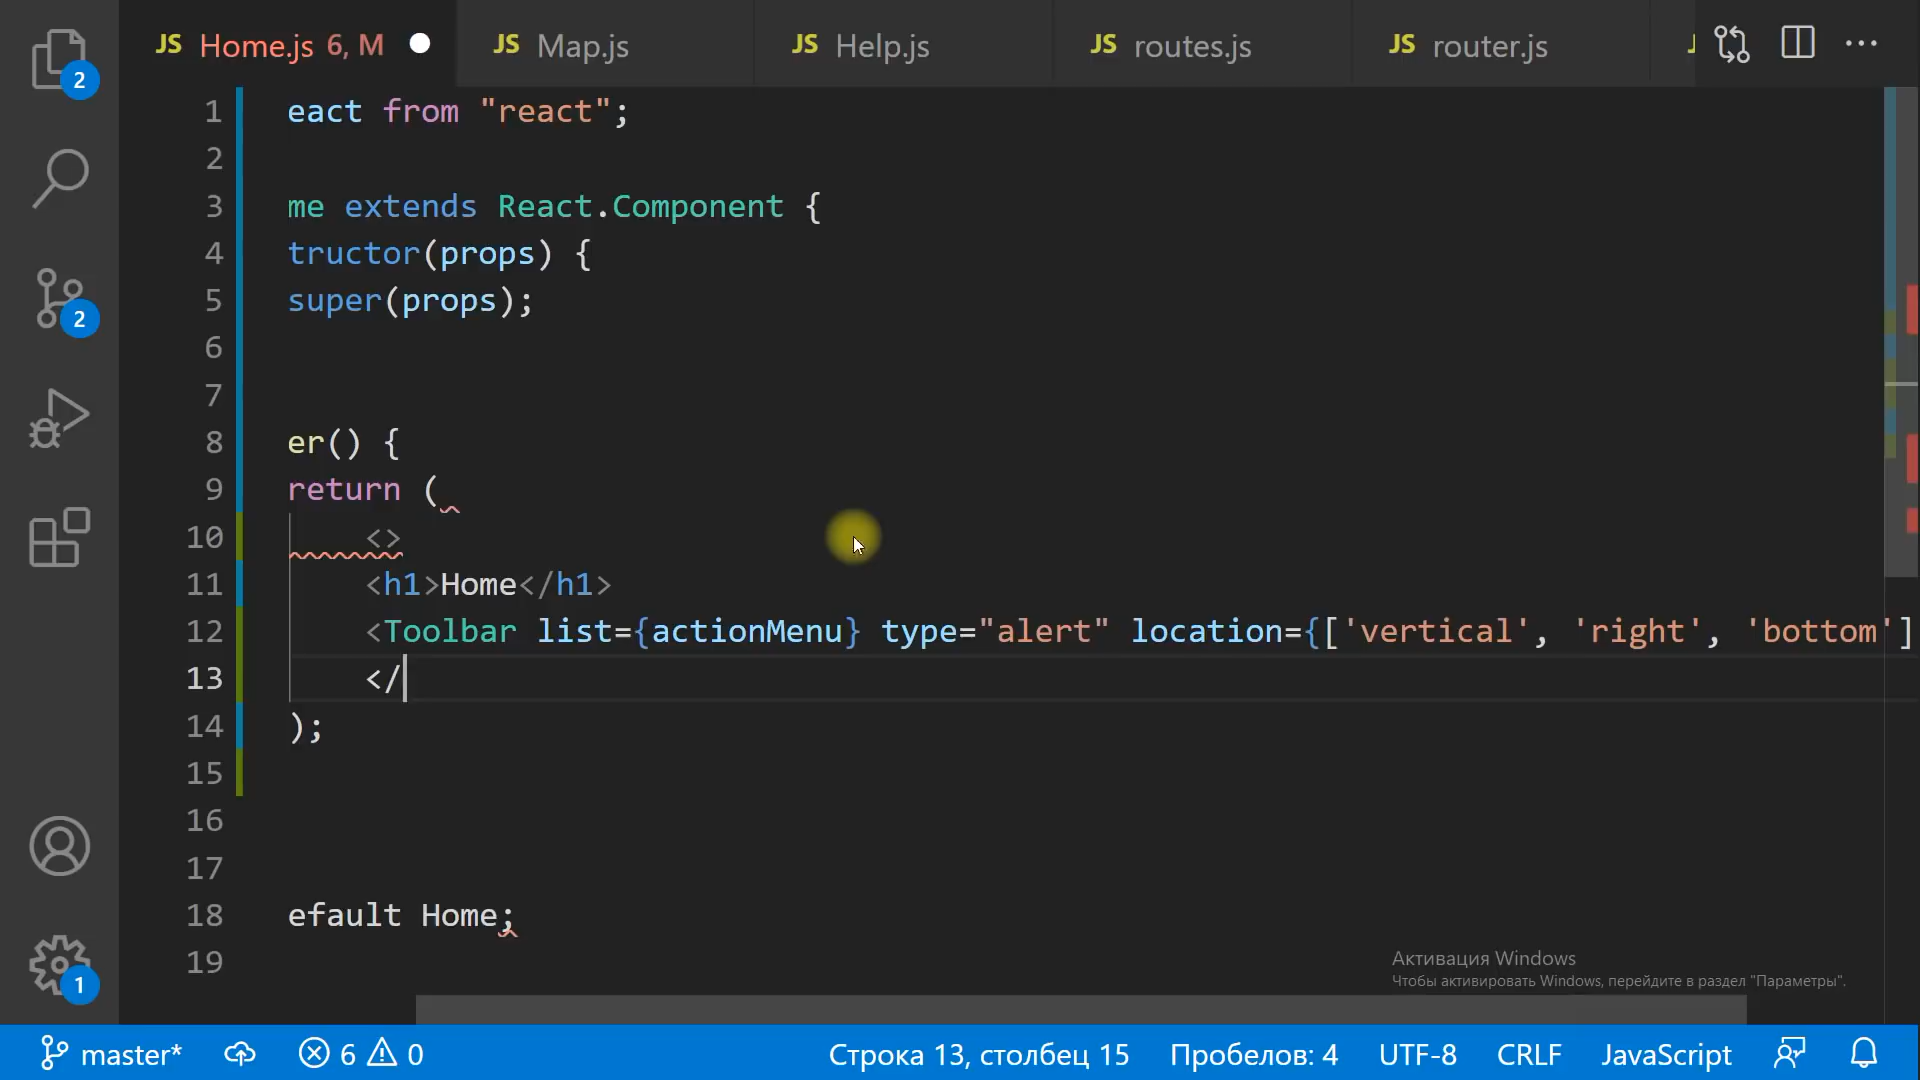 2
2
1
JS Home.js 6, M
JS Map.js
JS Help.js
JS routes.js
JS router.js
1 eact from "react";
2
3 me extends React.Component {
4 tructor(props) {
5 super(props);
6
7
8 er() {
9 return (
10 <>
11 <h1>Home</h1>
12 <Toolbar list={actionMenu} type="alert" location={['vertical', 'right', 'bottom']
13 </
14 );
15
16
17
18 efault Home;
19
Активация Windows
Чтобы активировать Windows, перейдите в раздел "Параметры".
master* 6 0 Строка 13, столбец 15 Пробелов: 4 UTF-8 CRLF JavaScript